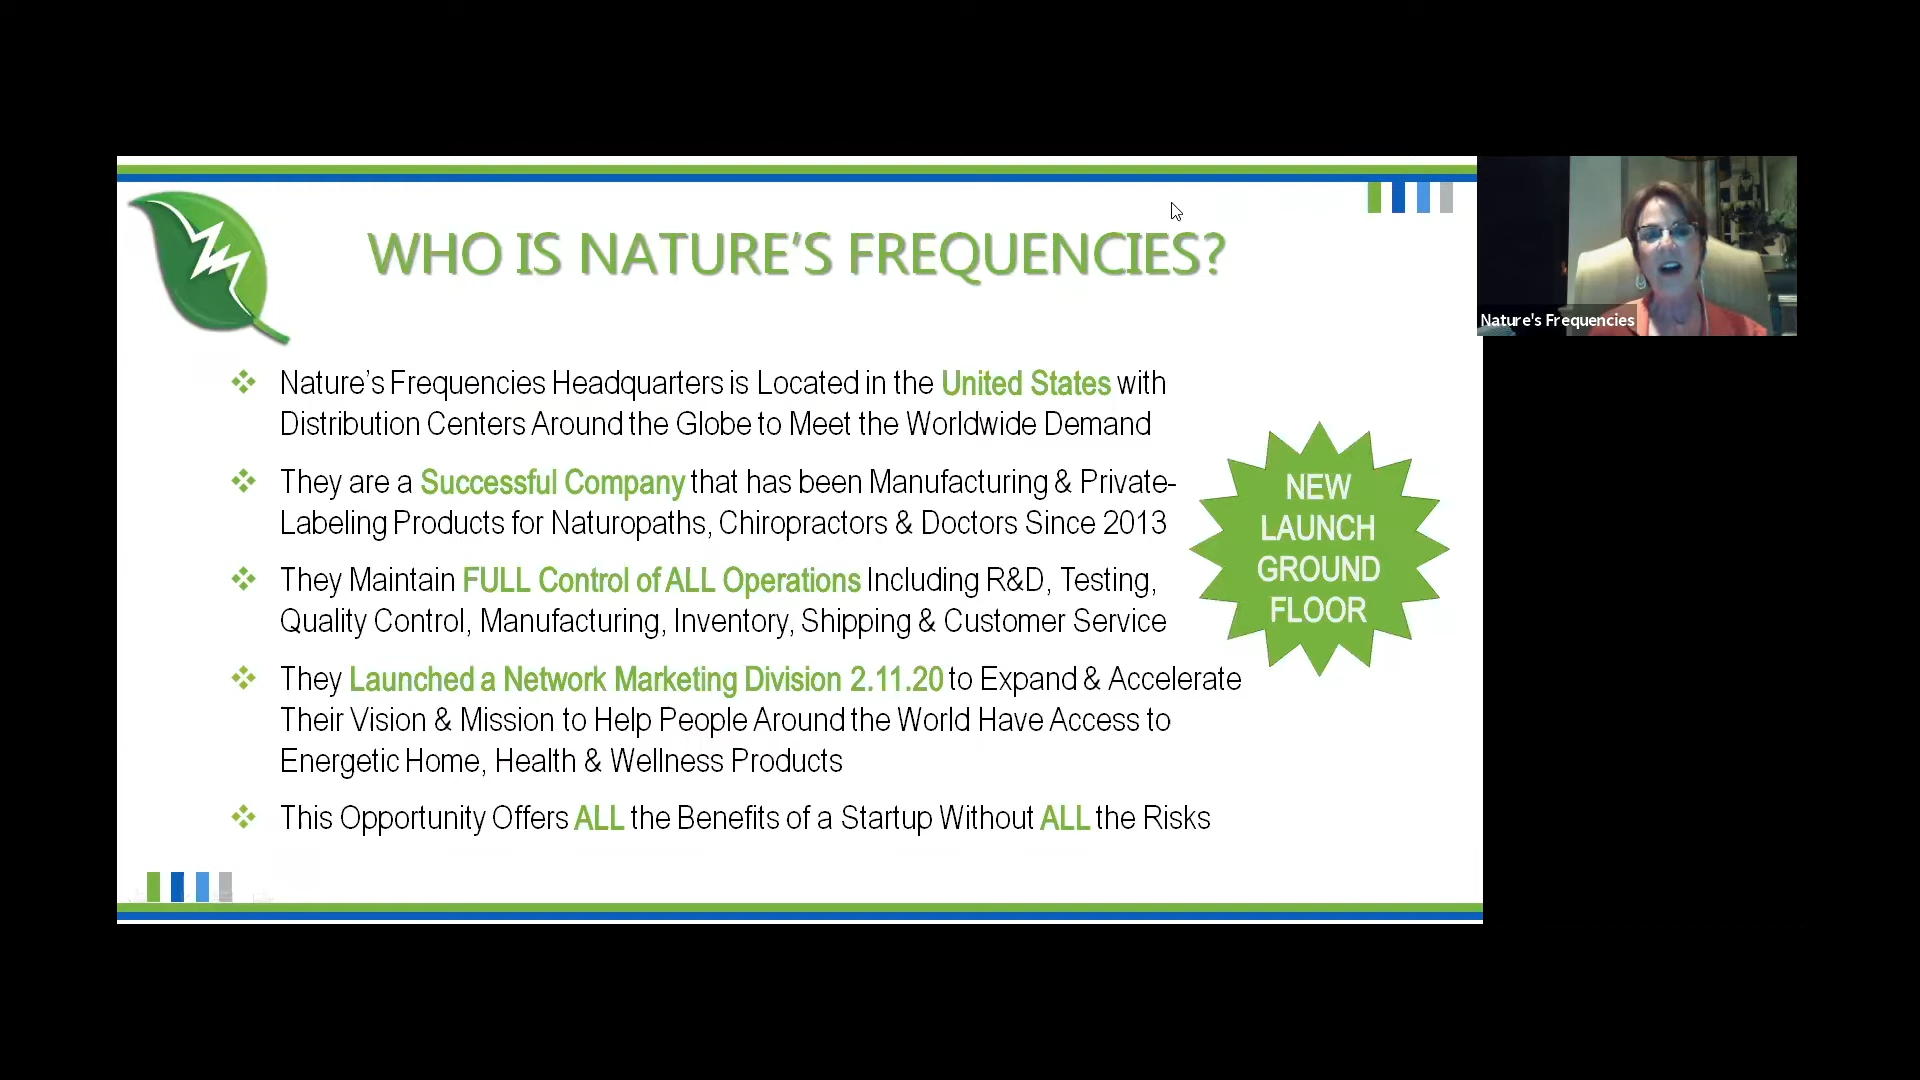 WHO IS NATURE’S FREQUENCIES?
Nature’s Frequencies Headquarters is Located in the United States with
Distribution Centers Around the Globe to Meet the Worldwide Demand
They are a Successful Company that has been Manufacturing & Private-
Labeling Products for Naturopaths, Chiropractors & Doctors Since 2013
They Maintain FULL Control of ALL Operations Including R&D, Testing,
Quality Control, Manufacturing, Inventory, Shipping & Customer Service
They Launched a Network Marketing Division 2.11.20 to Expand & Accelerate
Their Vision & Mission to Help People Around the World Have Access to
Energetic Home, Health & Wellness Products
This Opportunity Offers ALL the Benefits of a Startup Without ALL the Risks
NEW
LAUNCH
GROUND
FLOOR
Nature's Frequencies